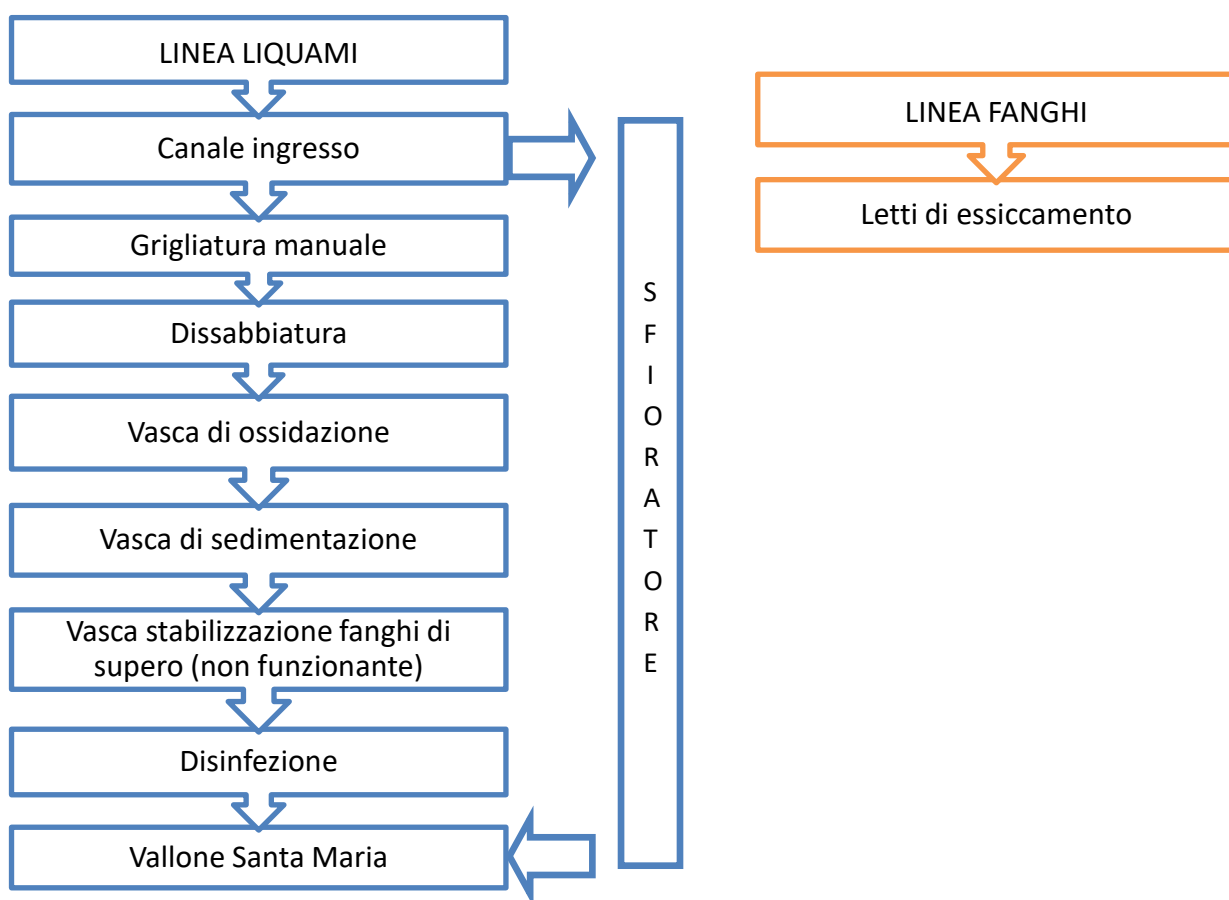 LINEA LIQUAMI
Canale ingresso
Grigliatura manuale
Dissabbiatura
Vasca di ossidazione
Vasca di sedimentazione
Vasca stabilizzazione fanghi di
supero (non funzionante)
Disinfezione
Vallone Santa Maria
S
F
I
O
R
A
T
O
R
E
LINEA FANGHI
Letti di essiccamento